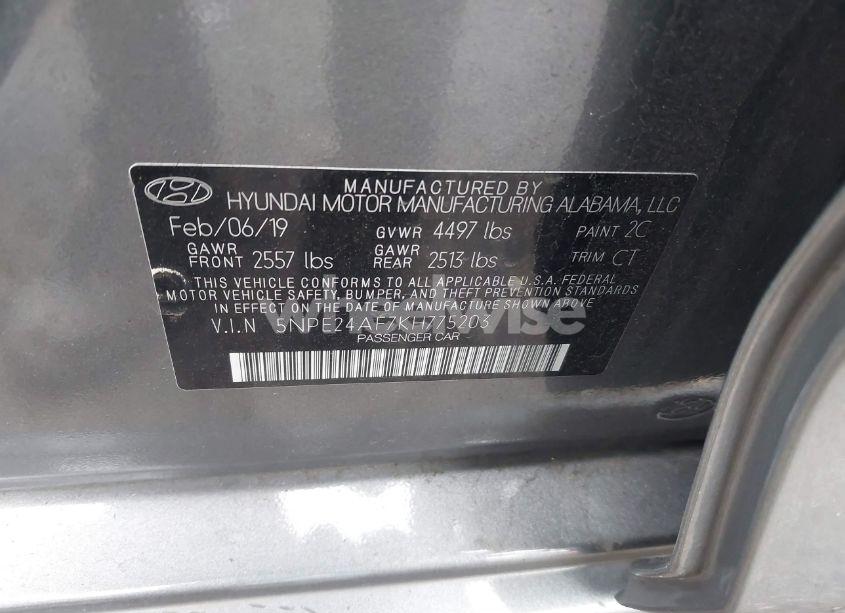 MANUFACTURED BY
HYUNDAI MOTOR MANUFACTURING ALABAMA, LLC
Feb/06/19 GVWR 4497 lbs PAINT 2C
GAWR FRONT 2557 lbs GAWR REAR 2513 lbs TRIM CT
THIS VEHICLE CONFORMS TO ALL APPLICABLE U.S.A. FEDERAL
MOTOR VEHICLE SAFETY, BUMPER, AND THEFT PREVENTION STANDARDS
IN EFFECT ON THE DATE OF MANUFACTURE SHOWN ABOVE
V.I.N 5NPE24AF7KH775203
PASSENGER CAR